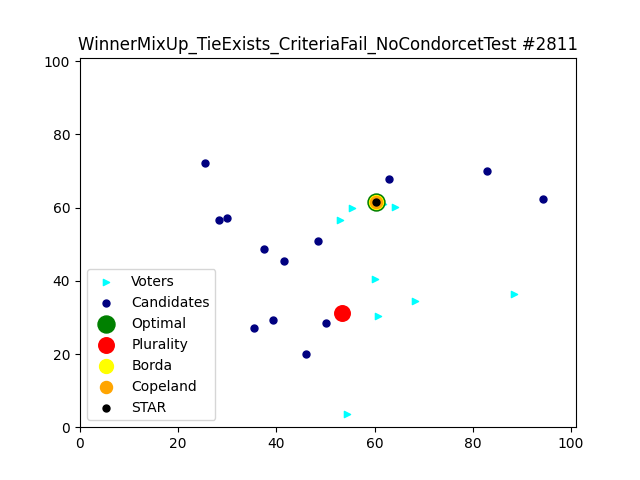 WinnerMixUp_TieExists_CriteriaFail_NoCondorcetTest #2811
100
80
60
40
20
0
Voters
Candidates
Optimal
Plurality
Borda
Copeland
STAR
0 20 40 60 80 100